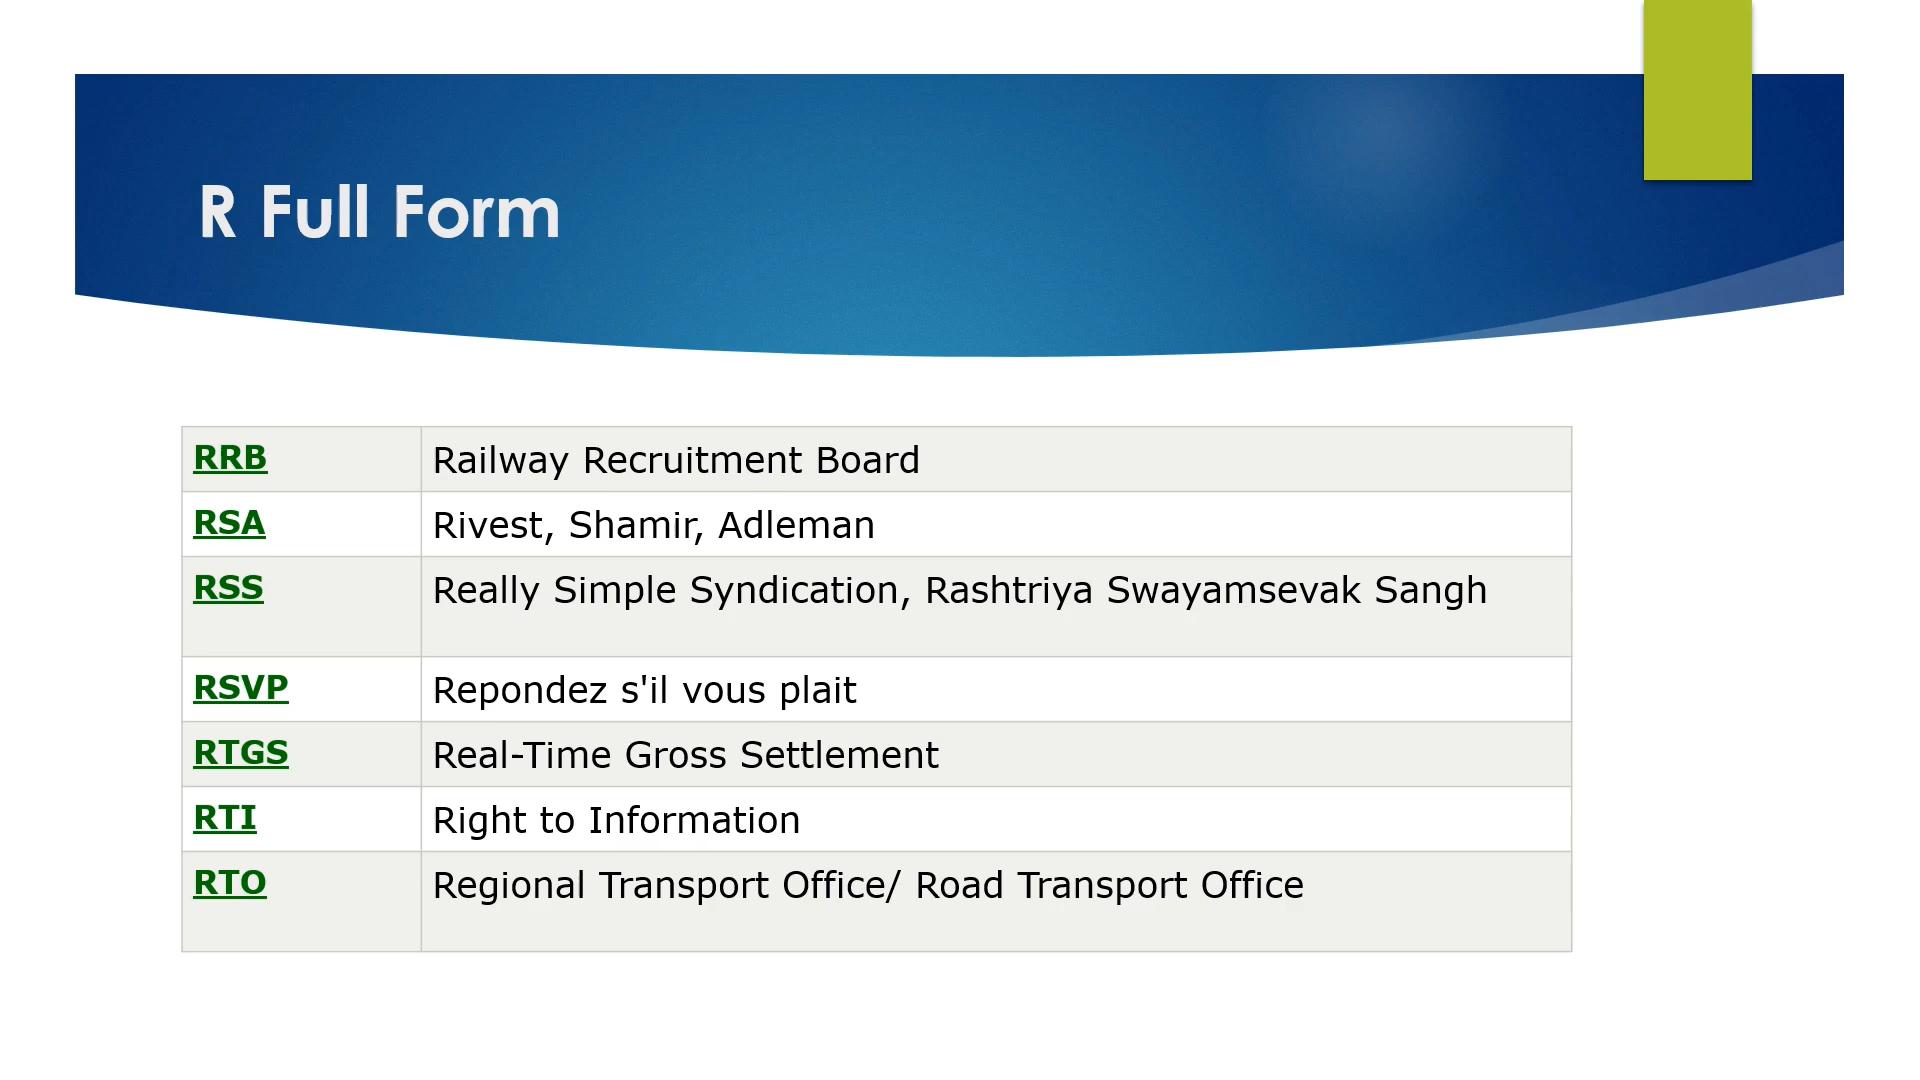 R Full Form
RRB Railway Recruitment Board
RSA Rivest, Shamir, Adleman
RSS Really Simple Syndication, Rashtriya Swayamsevak Sangh
RSVP Repondez s'il vous plait
RTGS Real-Time Gross Settlement
RTI Right to Information
RTO Regional Transport Office/ Road Transport Office